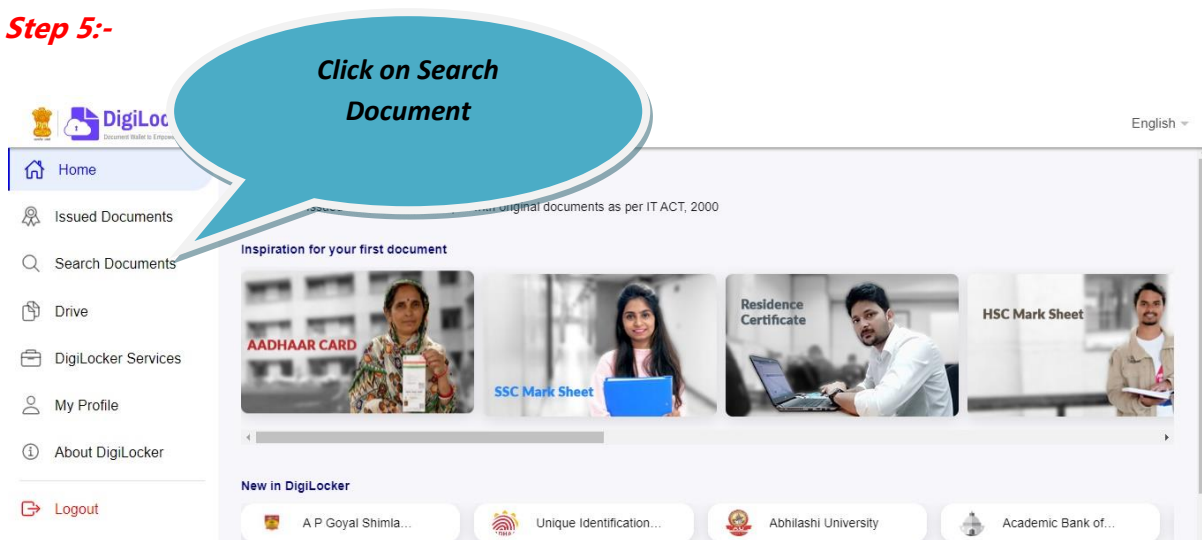 Step 5:-
Click on Search
Document
DigiLoc
English
Home
original documents as per IT ACT, 2000
Issued Documents
Inspiration for your first document
Search Documents
Drive
AADHAAR CARD
SSC Mark Sheet
Residence
Certificate
HSC Mark Sheet
DigiLocker Services
My Profile
About DigiLocker
New in DigiLocker
Logout
A P Goyal Shimla...
Unique Identification...
Abhilashi University
Academic Bank of...